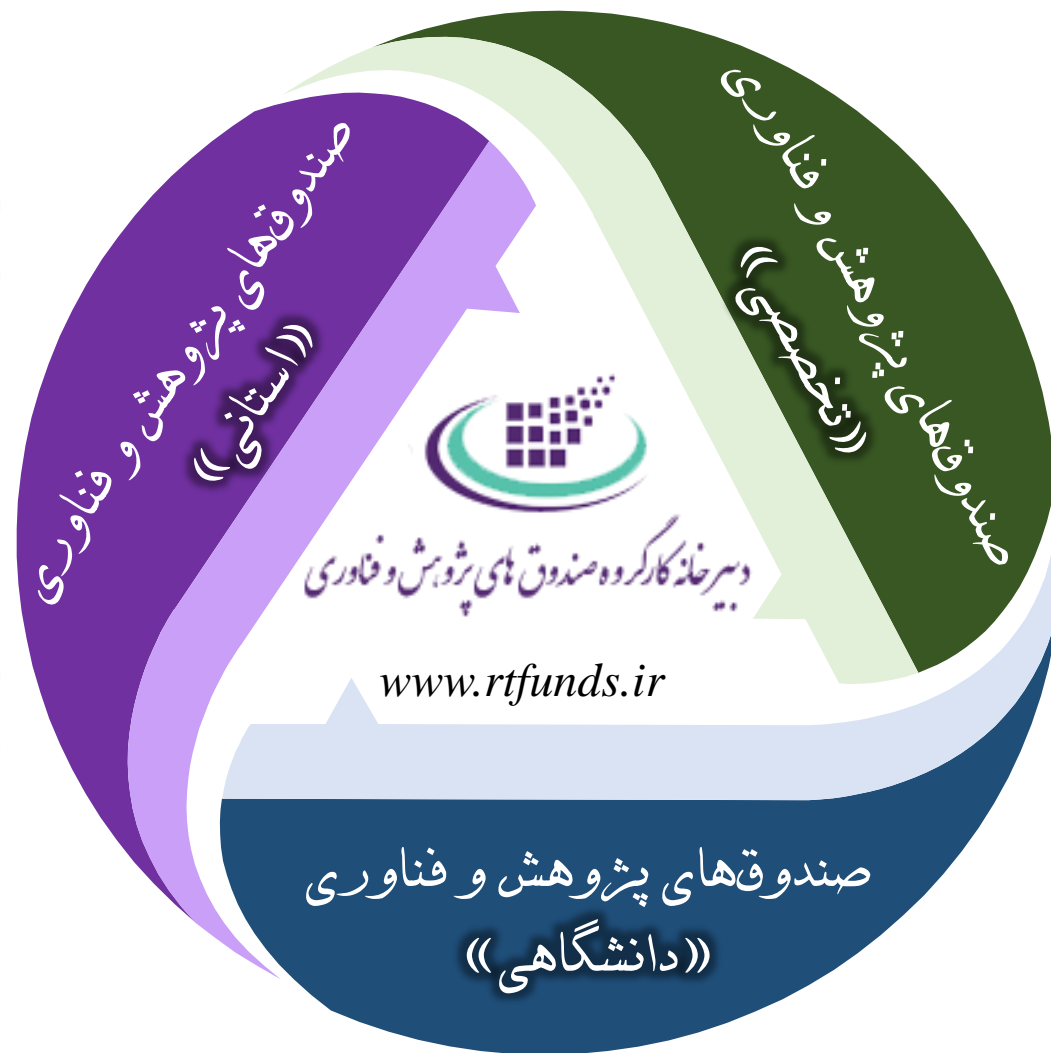 صندوق‌های پژوهش و فناوری
«تخصصی»
صندوق‌های پژوهش و فناوری
«استانی»
دبیرخانه کارگروه صندوق های پژوهش و فناوری
www.rtfunds.ir
صندوق‌های پژوهش و فناوری
«دانشگاهی»